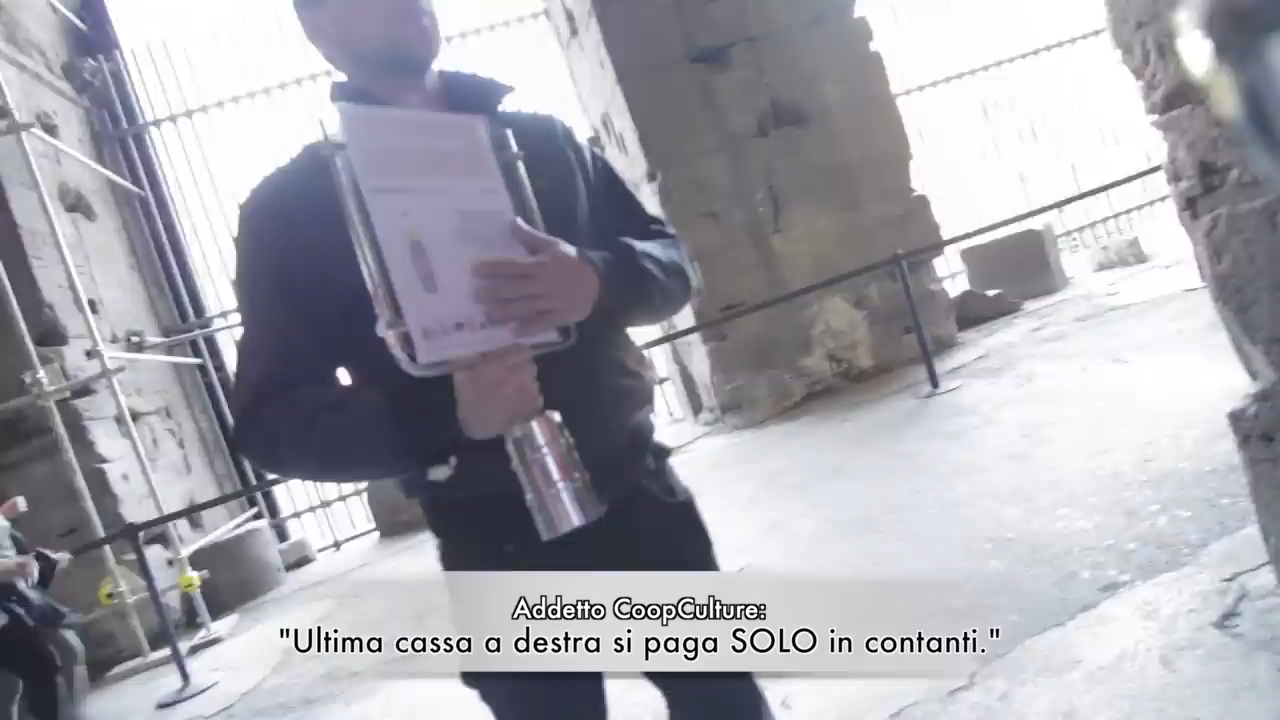 Addetto CoopCulture:
"Ultima cassa a destra si paga SOLO in contanti."